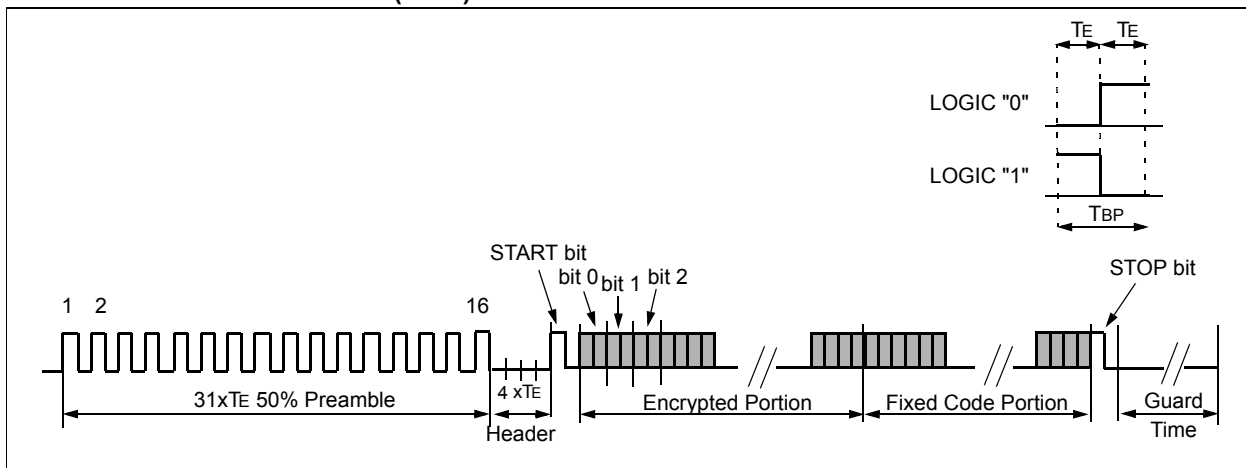 TE TE
LOGIC "0"
LOGIC "1"
TBP
START bit
bit 0 bit 1 bit 2
STOP bit
1 2 16
4 xTE
31xTE 50% Preamble
Header
Encrypted Portion
Fixed Code Portion
Guard
Time